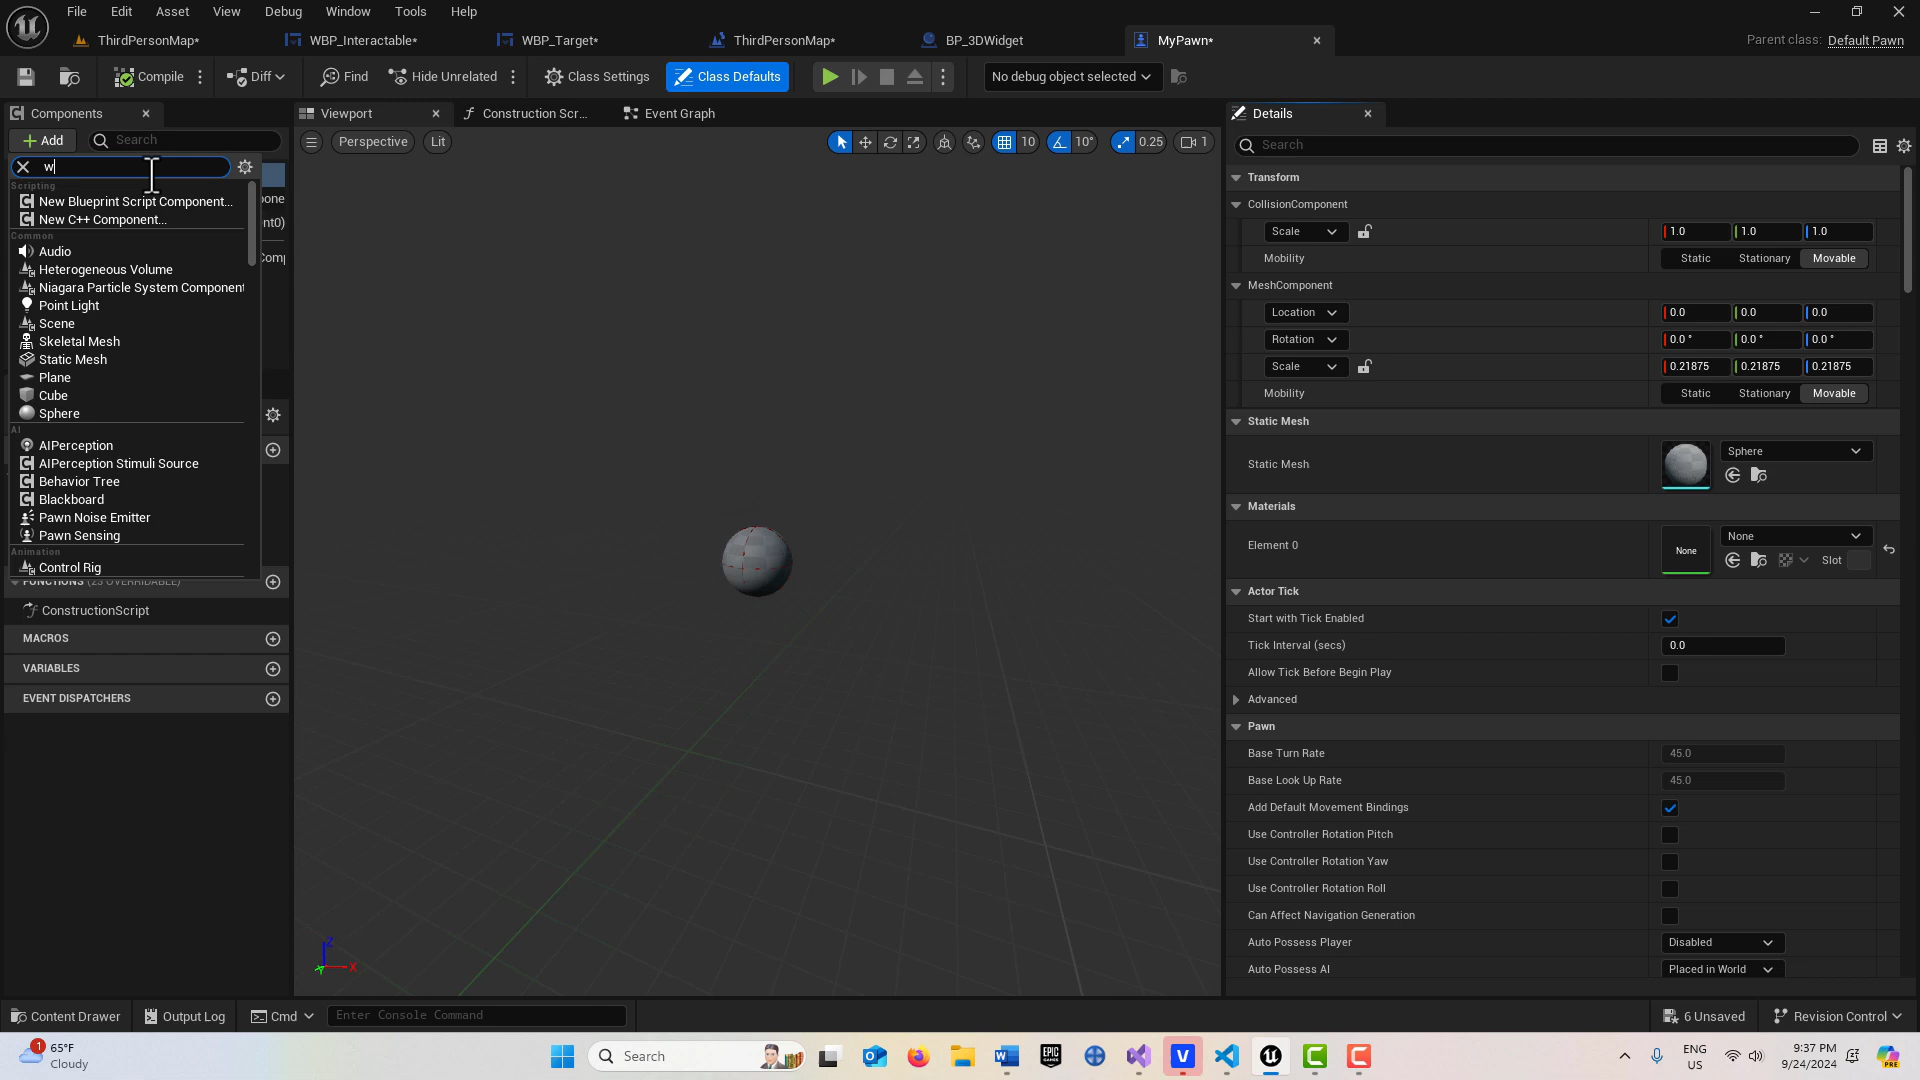 File Edit Asset View Debug Window Tools Help
ThirdPersonMap* WBP_Interactable* WBP_Target* ThirdPersonMap* BP_3DWidget MyPawn* Parent class: Default Pawn
Compile Diff Find Hide Unrelated Class Settings Class Defaults No debug object selected
Components Viewport Construction Scr... Event Graph Details
Add Search Perspective Lit 10 10° 0.25 1 Search
w
Scripting
New Blueprint Script Component...
New C++ Component...
Common
Audio
Heterogeneous Volume
Niagara Particle System Component
Point Light
Scene
Skeletal Mesh
Static Mesh
Plane
Cube
Sphere
AI
AIPerception
AIPerception Stimuli Source
Behavior Tree
Blackboard
Pawn Noise Emitter
Pawn Sensing
Animation
Control Rig
FUNCTIONS (23 OVERRIDABLE)
ConstructionScript
MACROS
VARIABLES
EVENT DISPATCHERS
Transform
CollisionComponent
Scale 1.0 1.0 1.0
Mobility Static Stationary Movable
MeshComponent
Location 0.0 0.0 0.0
Rotation 0.0 ° 0.0 ° 0.0 °
Scale 0.21875 0.21875 0.21875
Mobility Static Stationary Movable
Static Mesh
Static Mesh Sphere
Materials
Element 0 None None Slot
Actor Tick
Start with Tick Enabled
Tick Interval (secs) 0.0
Allow Tick Before Begin Play
Advanced
Pawn
Base Turn Rate 45.0
Base Look Up Rate 45.0
Add Default Movement Bindings
Use Controller Rotation Pitch
Use Controller Rotation Yaw
Use Controller Rotation Roll
Can Affect Navigation Generation
Auto Possess Player Disabled
Auto Possess AI Placed in World
Z X Y
Content Drawer Output Log Cmd Enter Console Command 6 Unsaved Revision Control
1 65°F Cloudy Search ENG US 9:37 PM 9/24/2024